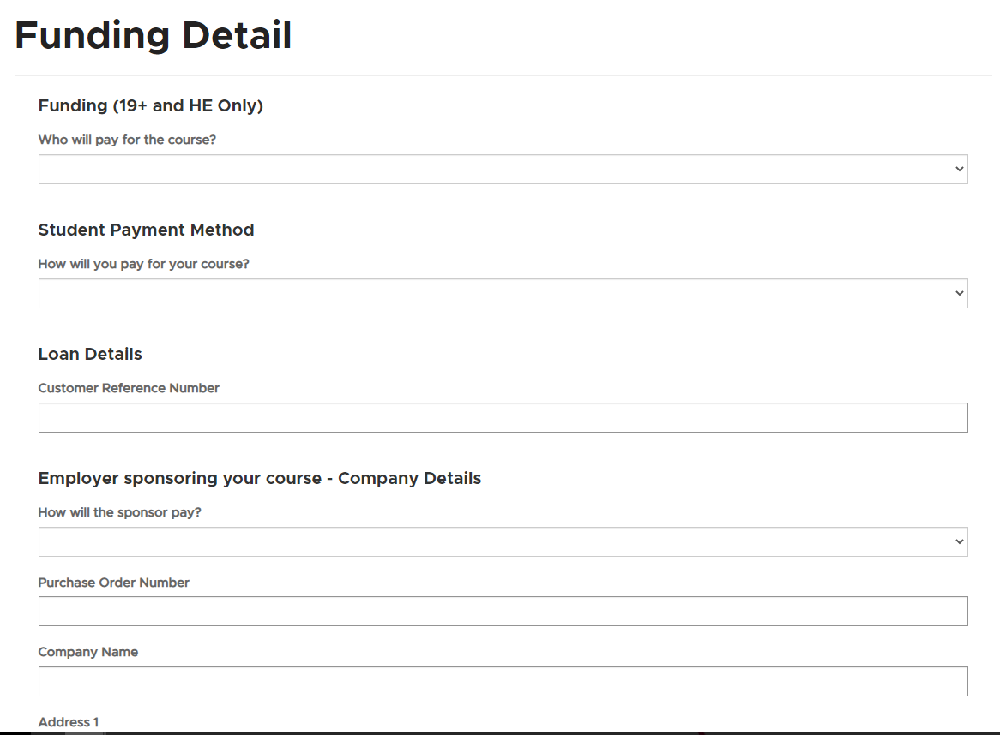 Funding Detail
Funding (19+ and HE Only)
Who will pay for the course?
Student Payment Method
How will you pay for your course?
Loan Details
Customer Reference Number
Employer sponsoring your course - Company Details
How will the sponsor pay?
Purchase Order Number
Company Name
Address 1